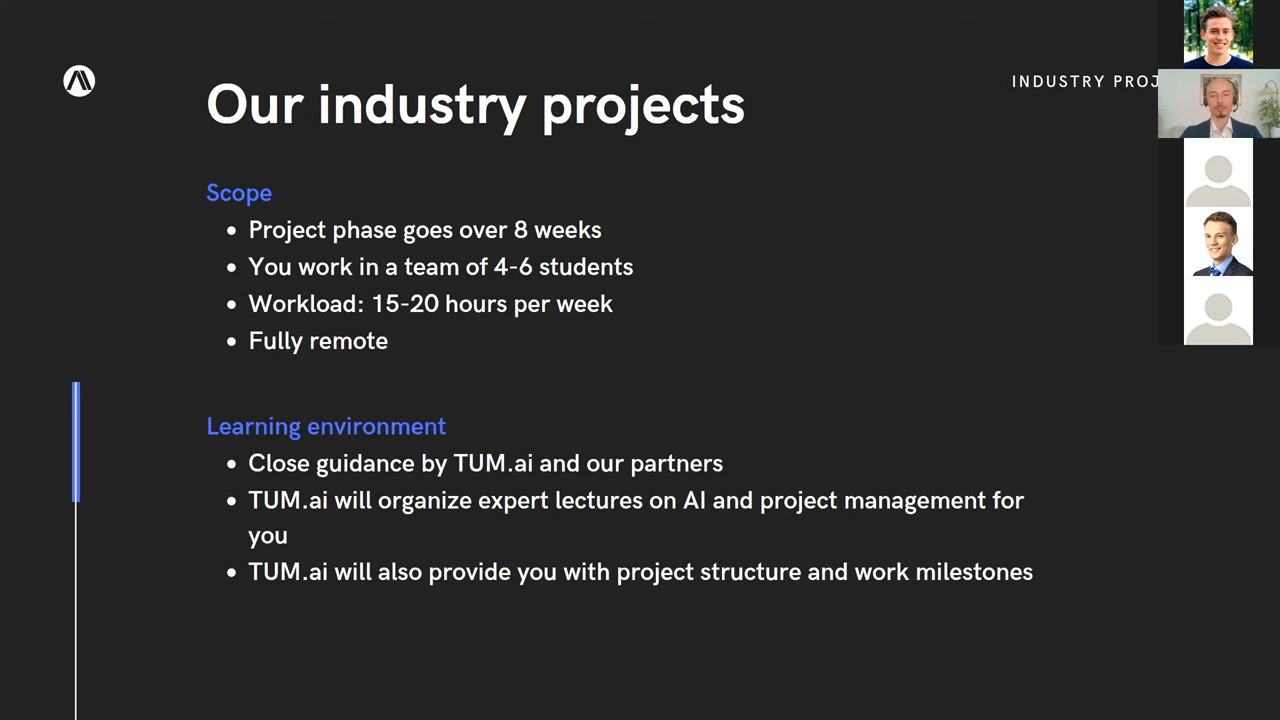 Our industry projects
INDUSTRY PROJ
Scope
• Project phase goes over 8 weeks
• You work in a team of 4-6 students
• Workload: 15-20 hours per week
• Fully remote
Learning environment
• Close guidance by TUM.ai and our partners
• TUM.ai will organize expert lectures on AI and project management for
you
• TUM.ai will also provide you with project structure and work milestones